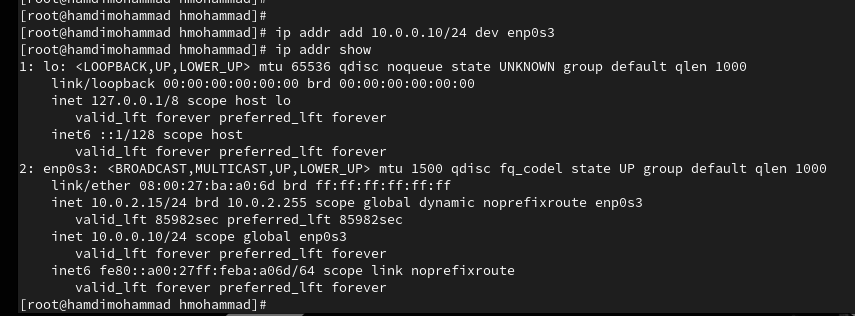 [root@hamdimohammad hmohammad]#
[root@hamdimohammad hmohammad]#
[root@hamdimohammad hmohammad]# ip addr add 10.0.0.10/24 dev enp0s3
[root@hamdimohammad hmohammad]# ip addr show
1: lo: <LOOPBACK,UP,LOWER_UP> mtu 65536 qdisc noqueue state UNKNOWN group default qlen 1000
    link/loopback 00:00:00:00:00:00 brd 00:00:00:00:00:00
    inet 127.0.0.1/8 scope host lo
       valid_lft forever preferred_lft forever
    inet6 ::1/128 scope host
       valid_lft forever preferred_lft forever
2: enp0s3: <BROADCAST,MULTICAST,UP,LOWER_UP> mtu 1500 qdisc fq_codel state UP group default qlen 1000
    link/ether 08:00:27:ba:a0:6d brd ff:ff:ff:ff:ff:ff
    inet 10.0.2.15/24 brd 10.0.2.255 scope global dynamic noprefixroute enp0s3
       valid_lft 85982sec preferred_lft 85982sec
    inet 10.0.0.10/24 scope global enp0s3
       valid_lft forever preferred_lft forever
    inet6 fe80::a00:27ff:feba:a06d/64 scope link noprefixroute
       valid_lft forever preferred_lft forever
[root@hamdimohammad hmohammad]#